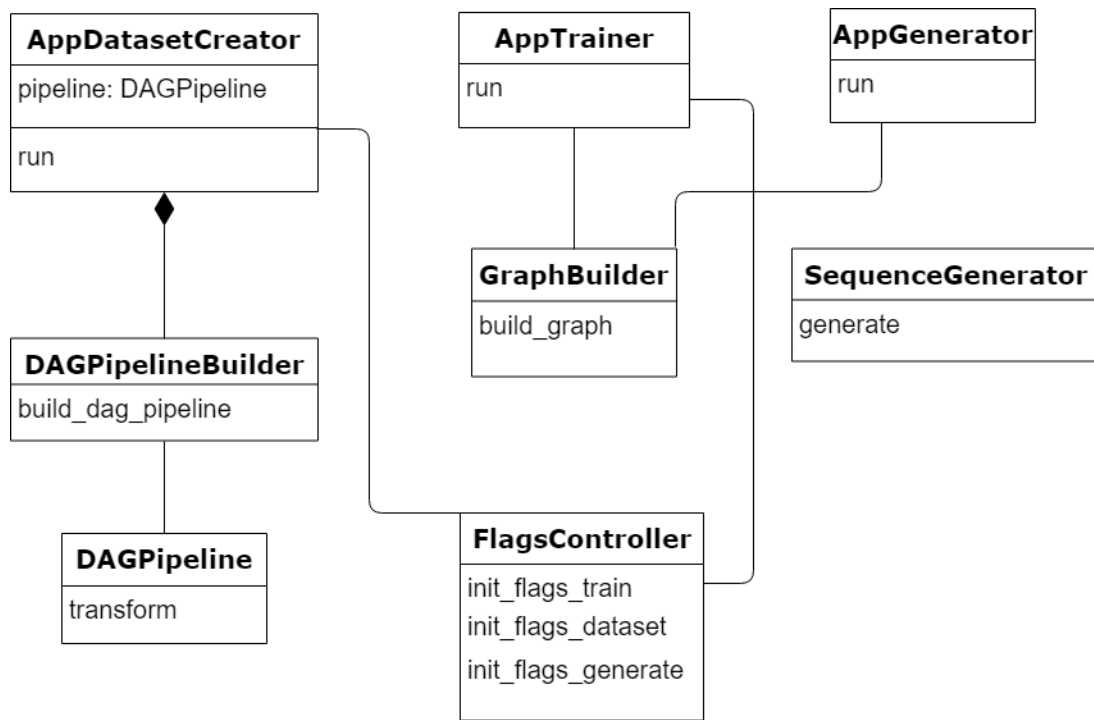 AppDatasetCreator
pipeline: DAGPipeline
run
AppTrainer
run
AppGenerator
run
GraphBuilder
build_graph
SequenceGenerator
generate
DAGPipelineBuilder
build_dag_pipeline
DAGPipeline
transform
FlagsController
init_flags_train
init_flags_dataset
init_flags_generate